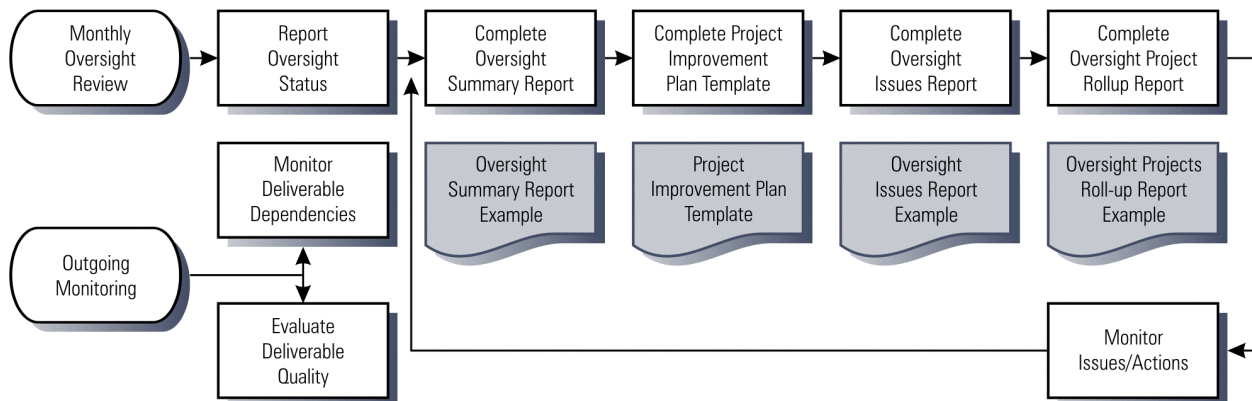 Monthly
Oversight
Review
Report
Oversight
Status
Complete
Oversight
Summary Report
Complete Project
Improvement
Plan Template
Complete
Oversight
Issues Report
Complete
Oversight Project
Rollup Report
Monitor
Deliverable
Dependencies
Oversight
Summary Report
Example
Project
Improvement Plan
Template
Oversight
Issues Report
Example
Oversight Projects
Roll-up Report
Example
Outgoing
Monitoring
Evaluate
Deliverable
Quality
Monitor
Issues/Actions